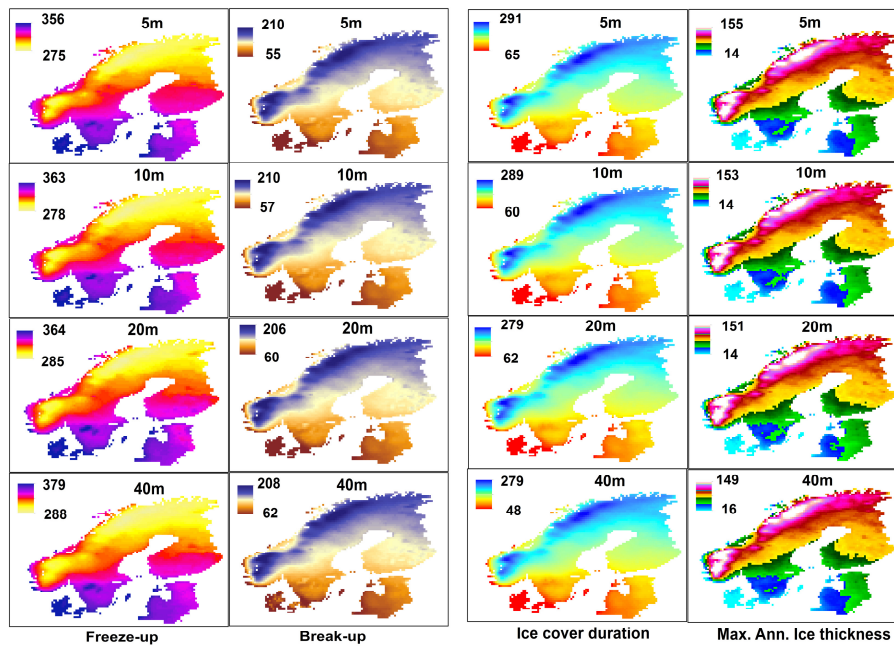 356 5m
275
210 5m
55
291 5m
65
155 5m
14
363 10m
278
210 10m
57
289 10m
60
153 10m
14
364 20m
285
206 20m
60
279 20m
62
151 20m
14
379 40m
288
208 40m
62
279 40m
48
149 40m
16
Freeze-up Break-up Ice cover duration Max. Ann. Ice thickness